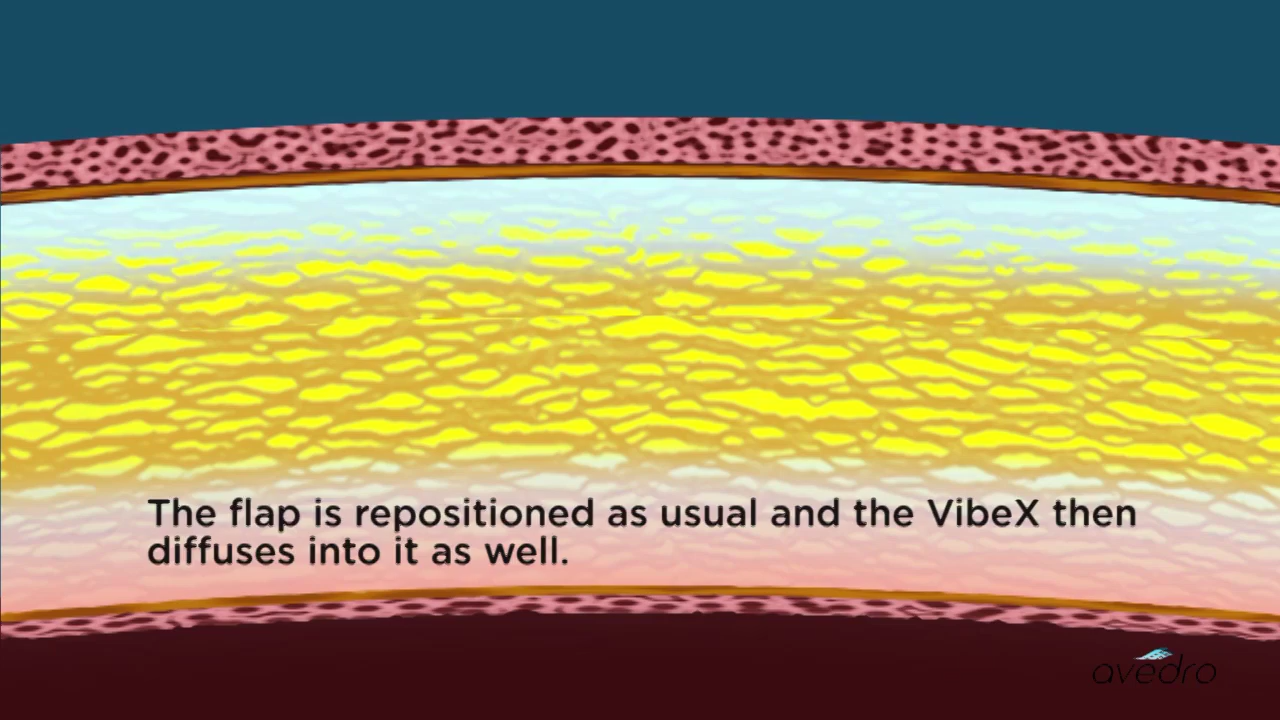 The flap is repositioned as usual and the VibeX then
diffuses into it as well.
avedro